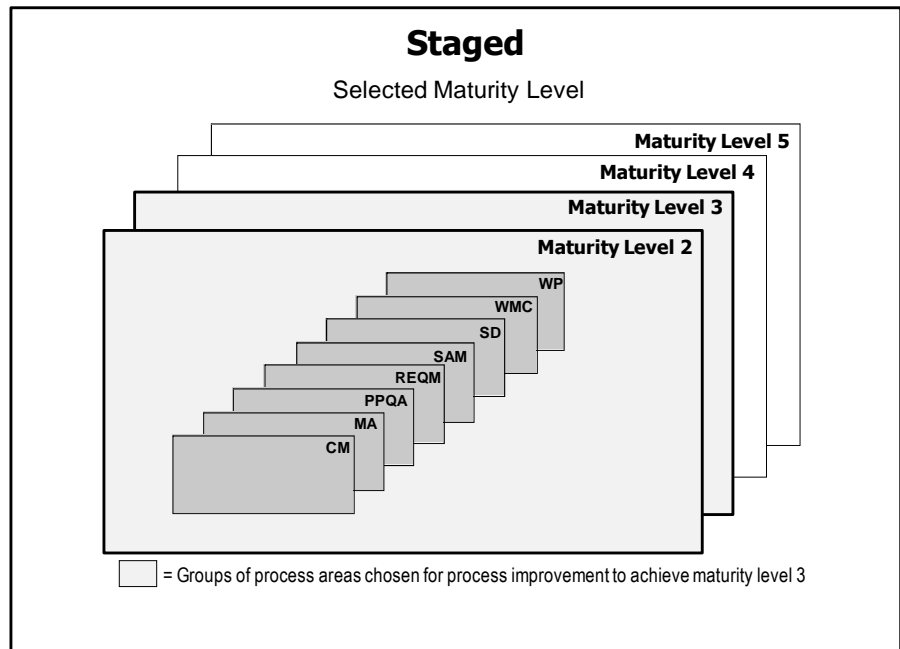 Staged
Selected Maturity Level
Maturity Level 5
Maturity Level 4
Maturity Level 3
Maturity Level 2
WP
WMC
SD
SAM
REQM
PPQA
MA
CM
= Groups of process areas chosen for process improvement to achieve maturity level 3